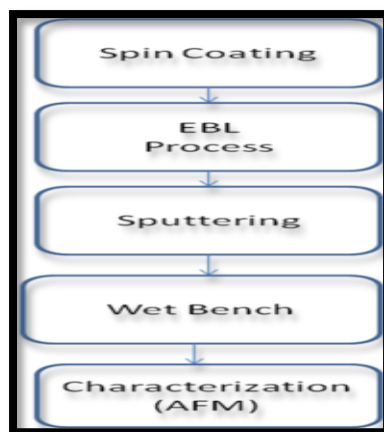 Spin Coating
EBL
Process
Sputtering
Wet Bench
Characterization
(AFM)